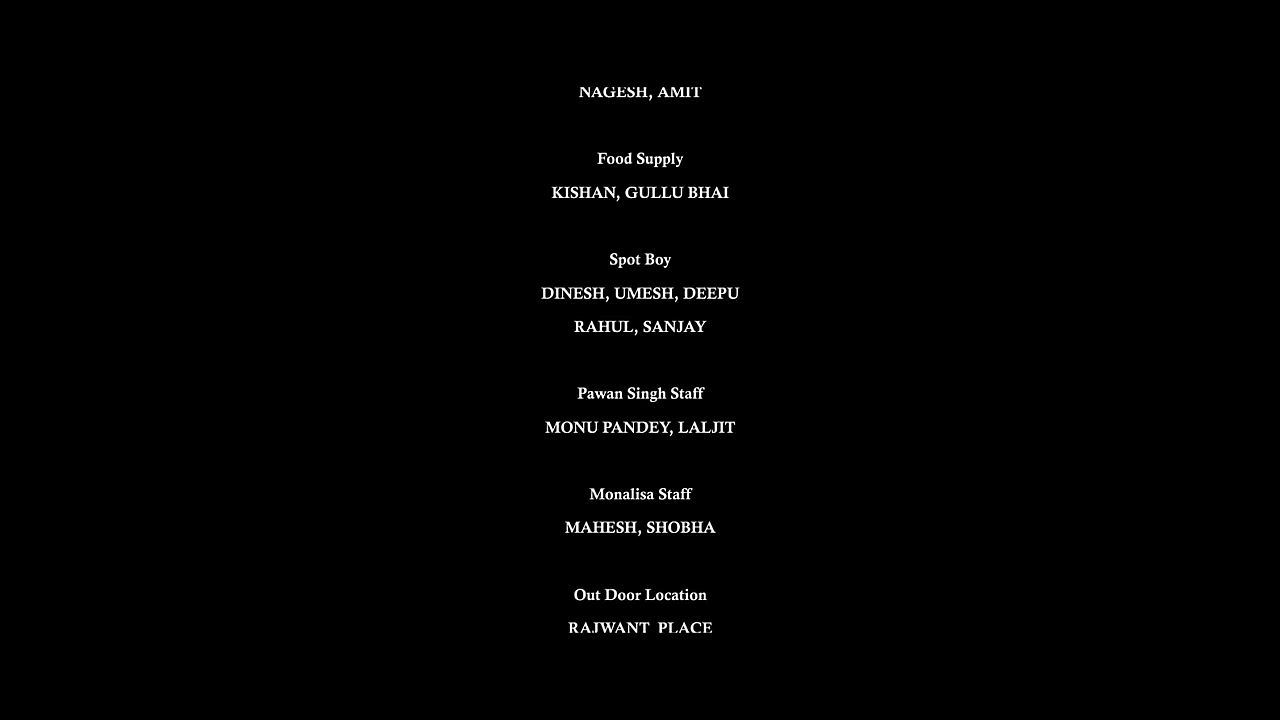 NAGESH, AMIT
Food Supply
KISHAN, GULLU BHAI
Spot Boy
DINESH, UMESH, DEEPU
RAHUL, SANJAY
Pawan Singh Staff
MONU PANDEY, LALJIT
Monalisa Staff
MAHESH, SHOBHA
Out Door Location
RAJWANT PLACE